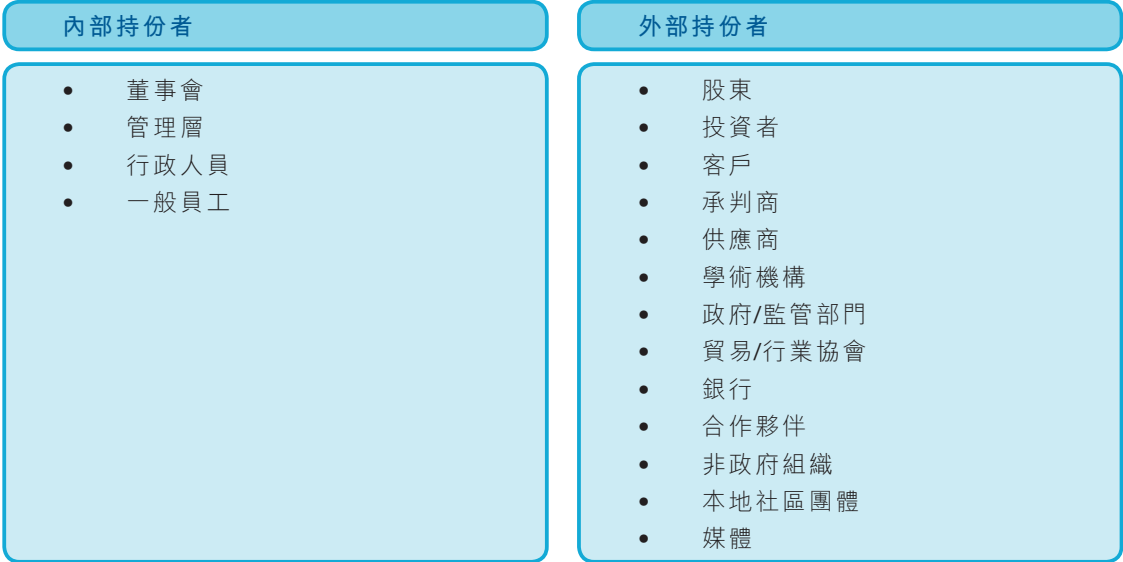 內部持份者
• 董事會
• 管理層
• 行政人員
• 一般員工
外部持份者
• 股東
• 投資者
• 客戶
• 承判商
• 供應商
• 學術機構
• 政府/監管部門
• 貿易/行業協會
• 銀行
• 合作夥伴
• 非政府組織
• 本地社區團體
• 媒體